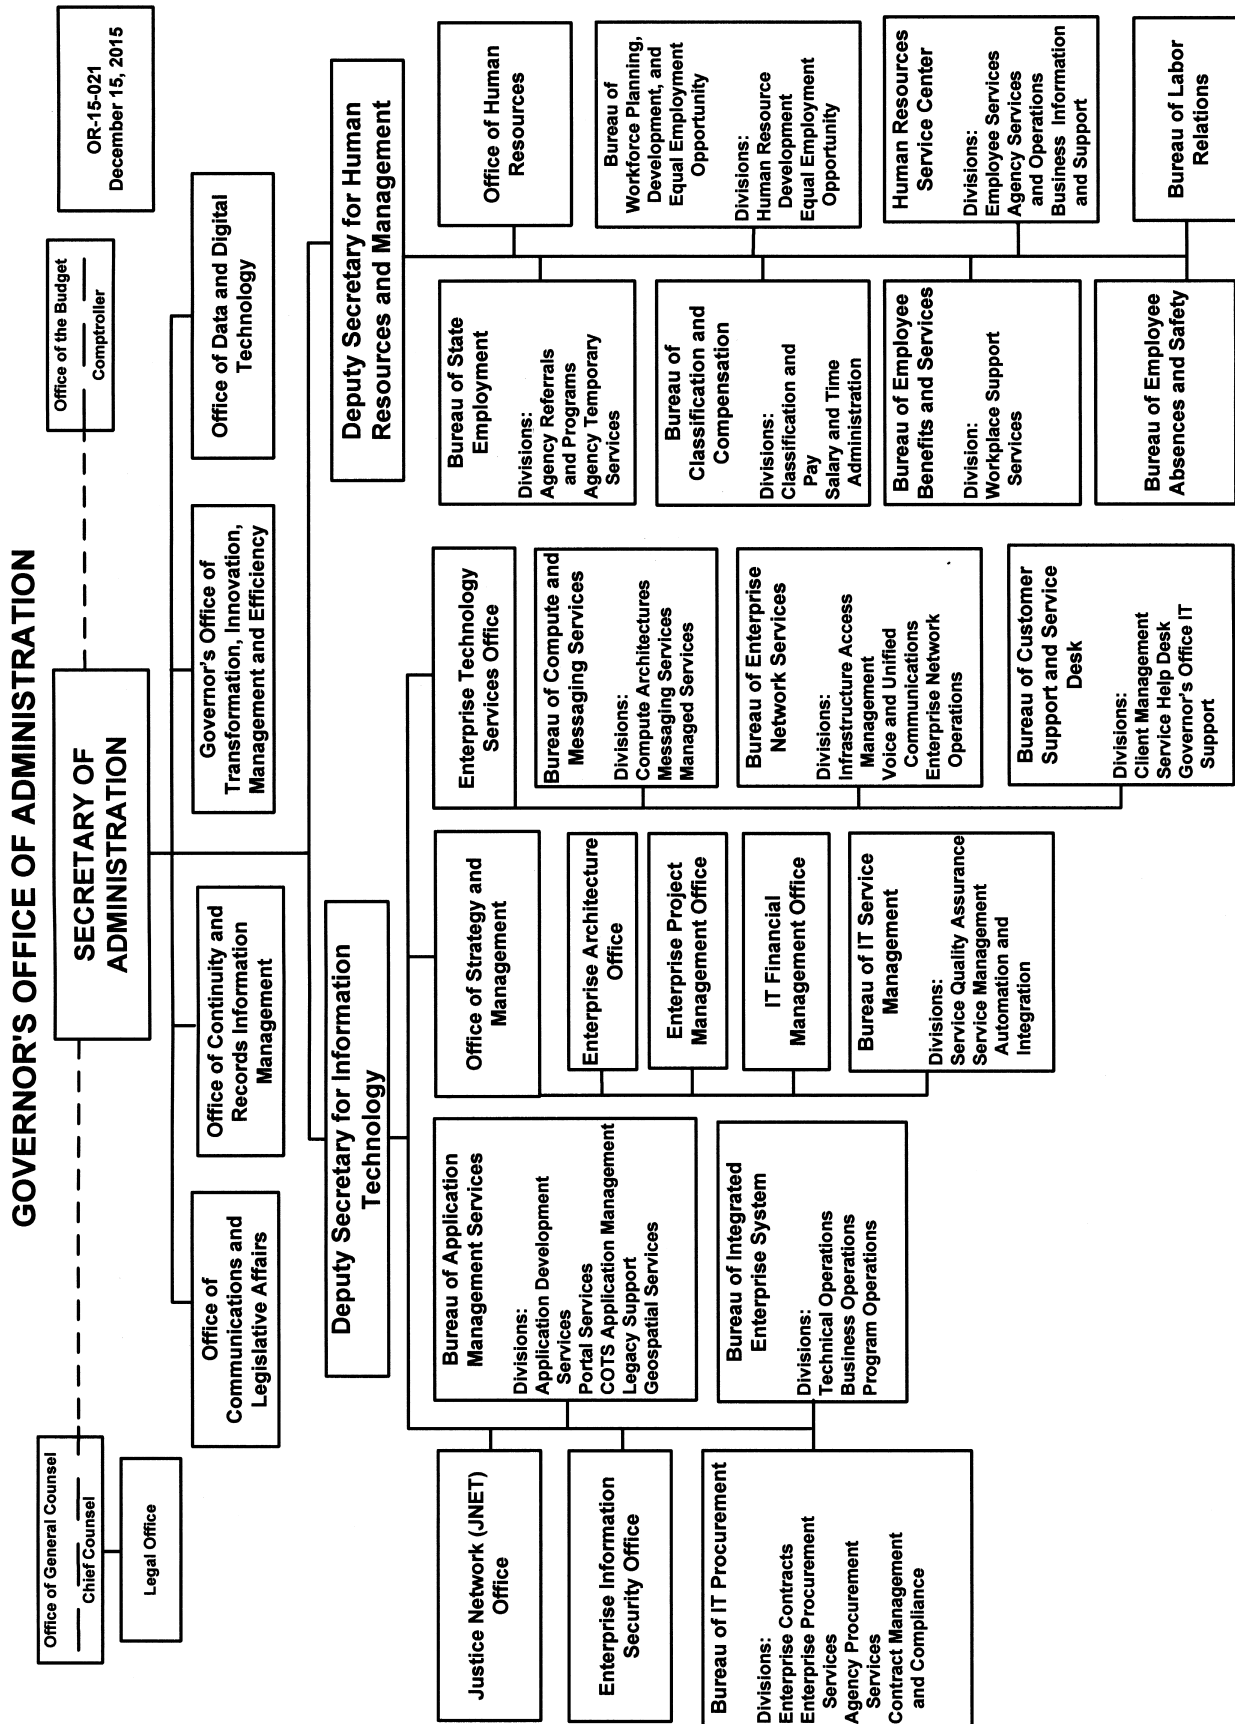 GOVERNOR'S OFFICE OF ADMINISTRATION
OR-15-021
December 15, 2015
Office of General Counsel
Chief Counsel
Legal Office
SECRETARY OF
ADMINISTRATION
Office of the Budget
Comptroller
Office of
Communications and
Legislative Affairs
Office of Continuity and
Records Information
Management
Governor's Office of
Transformation, Innovation,
Management and Efficiency
Office of Data and Digital
Technology
Deputy Secretary for Information
Technology
Deputy Secretary for Human
Resources and Management
Justice Network (JNET)
Office
Enterprise Information
Security Office
Bureau of IT Procurement
Divisions:
Enterprise Contracts
Enterprise Procurement
Services
Agency Procurement
Services
Contract Management
and Compliance
Bureau of Application
Management Services
Divisions:
Application Development
Services
Portal Services
COTS Application Management
Legacy Support
Geospatial Services
Bureau of Integrated
Enterprise System
Divisions:
Technical Operations
Business Operations
Program Operations
Office of Strategy and
Management
Enterprise Architecture
Office
Enterprise Project
Management Office
IT Financial
Management Office
Bureau of IT Service
Management
Divisions:
Service Quality Assurance
Service Management
Automation and
Integration
Enterprise Technology
Services Office
Bureau of Compute and
Messaging Services
Divisions:
Compute Architectures
Messaging Services
Managed Services
Bureau of Enterprise
Network Services
Divisions:
Infrastructure Access
Management
Voice and Unified
Communications
Enterprise Network
Operations
Bureau of Customer
Support and Service
Desk
Divisions:
Client Management
Service Help Desk
Governor's Office IT
Support
Bureau of State
Employment
Divisions:
Agency Referrals
and Programs
Agency Temporary
Services
Bureau of
Classification and
Compensation
Divisions:
Classification and
Pay
Salary and Time
Administration
Bureau of Employee
Benefits and Services
Division:
Workplace Support
Services
Bureau of Employee
Absences and Safety
Office of Human
Resources
Bureau of
Workforce Planning,
Development, and
Equal Employment
Opportunity
Divisions:
Human Resource
Development
Equal Employment
Opportunity
Human Resources
Service Center
Divisions:
Employee Services
Agency Services
and Operations
Business Information
and Support
Bureau of Labor
Relations